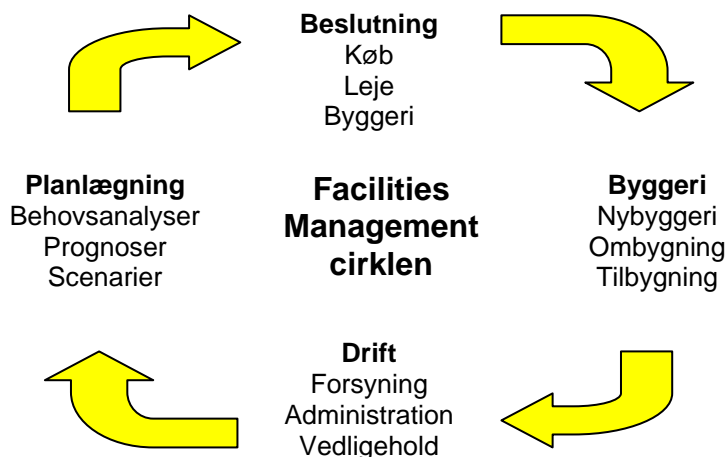 Beslutning
Køb
Leje
Byggeri
Planlægning
Behovsanalyser
Prognoser
Scenarier
Facilities
Management
cirklen
Byggeri
Nybyggeri
Ombygning
Tilbygning
Drift
Forsyning
Administration
Vedligehold